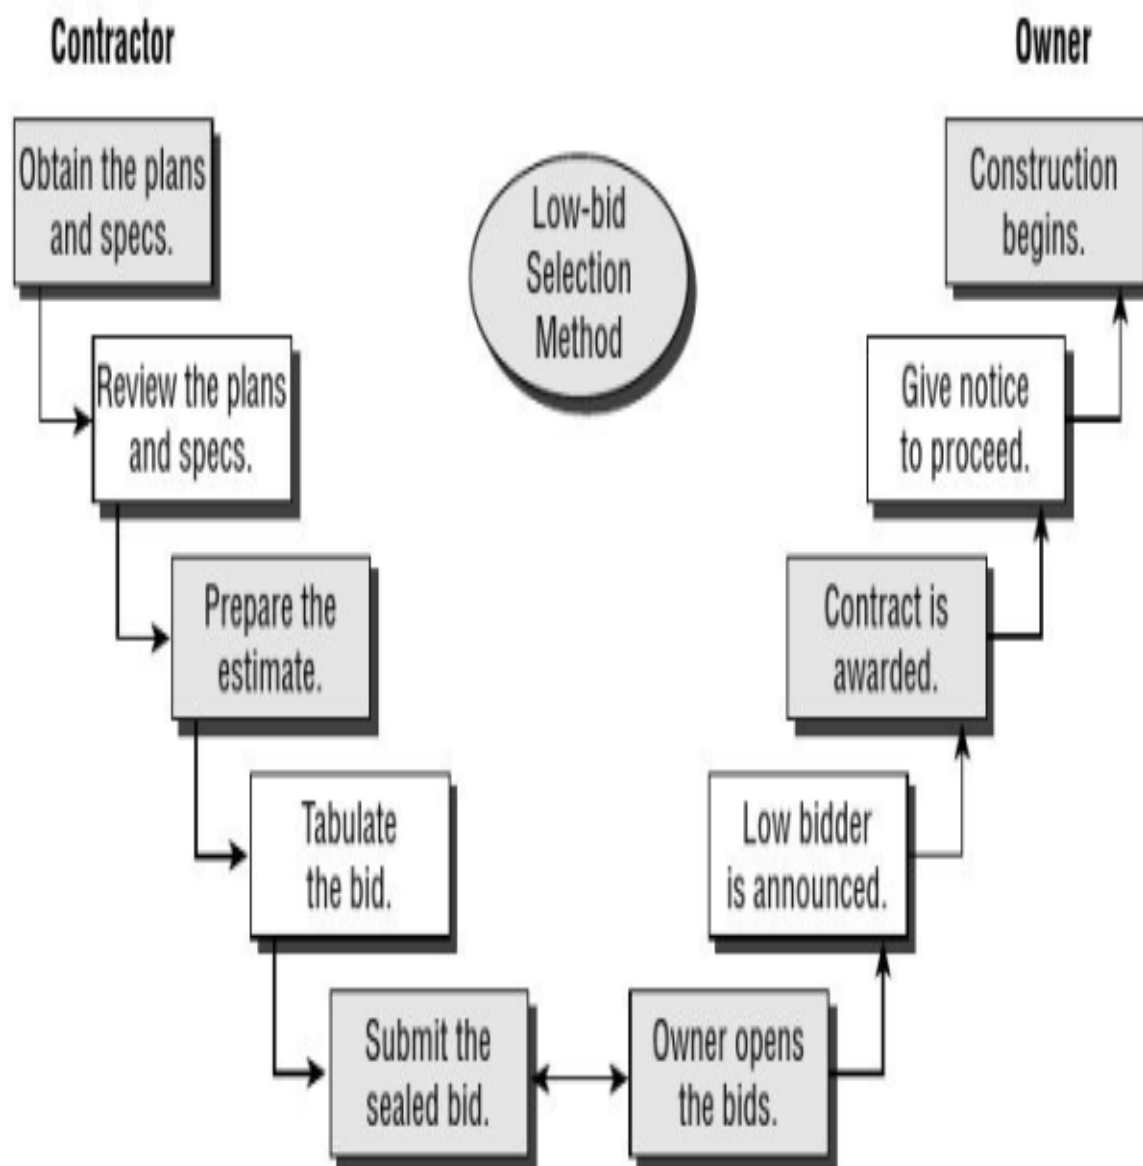 Contractor
Owner
Obtain the plans
and specs.
Review the plans
and specs.
Prepare the
estimate.
Tabulate
the bid.
Submit the
sealed bid.
Low-bid
Selection
Method
Owner opens
the bids.
Low bidder
is announced.
Contract is
awarded.
Give notice
to proceed.
Construction
begins.